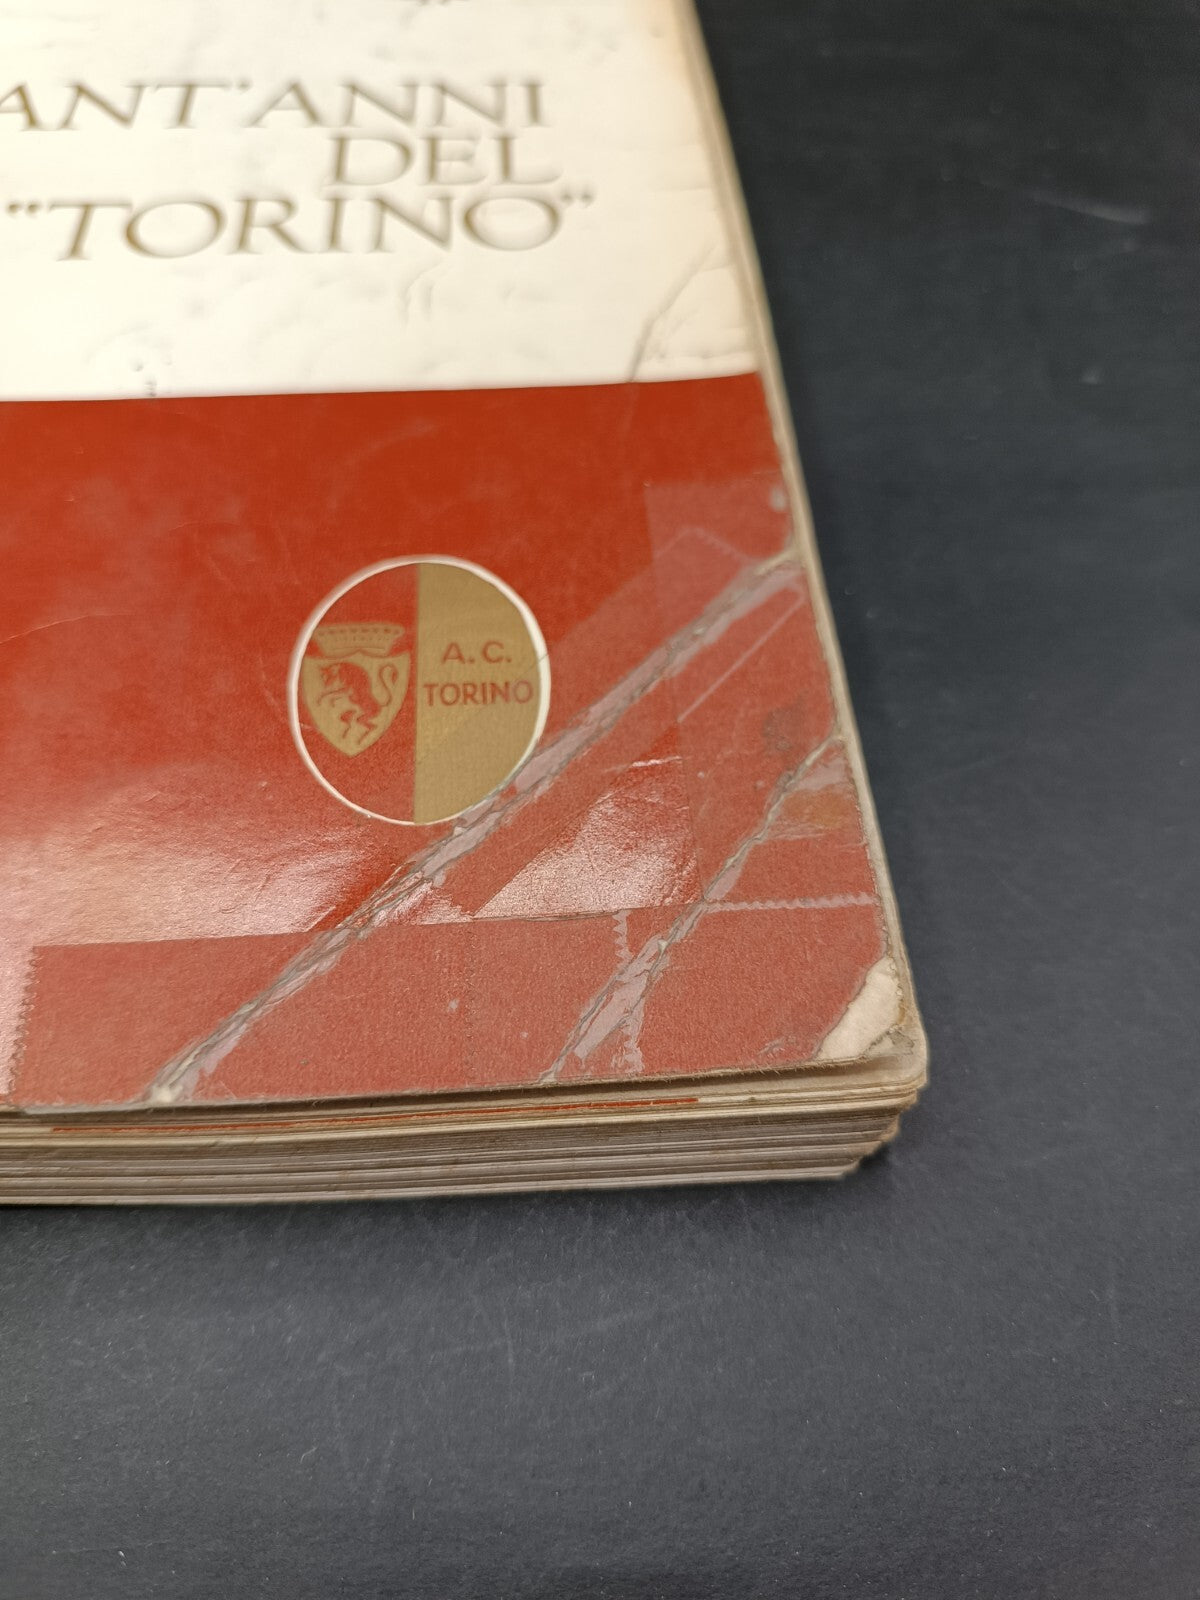 ANT'ANNI
DEL
"TORINO"
A. C.
TORINO